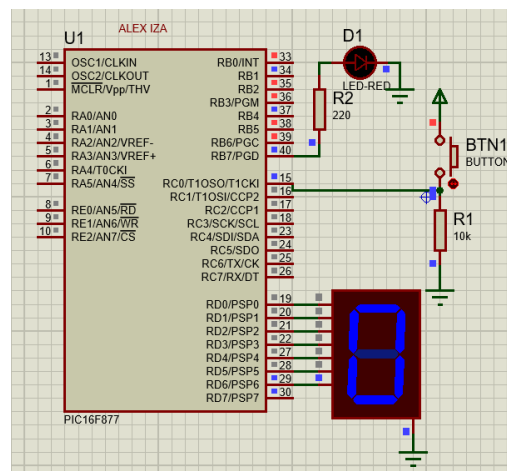 ALEX IZA
U1
D1
LED-RED
R2
220
BTN1
BUTTON
R1
10k
13 OSC1/CLKIN
14 OSC2/CLKOUT
1 MCLR/Vpp/THV
2 RA0/AN0
3 RA1/AN1
4 RA2/AN2/VREF-
5 RA3/AN3/VREF+
6 RA4/T0CKI
7 RA5/AN4/SS
8 RE0/AN5/RD
9 RE1/AN6/WR
10 RE2/AN7/CS
RB0/INT 33
RB1 34
RB2 35
RB3/PGM 36
RB4 37
RB5 38
RB6/PGC 39
RB7/PGD 40
RC0/T1OSO/T1CKI 15
RC1/T1OSI/CCP2 16
RC2/CCP1 17
RC3/SCK/SCL 18
RC4/SDI/SDA 23
RC5/SDO 24
RC6/TX/CK 25
RC7/RX/DT 26
RD0/PSP0 19
RD1/PSP1 20
RD2/PSP2 21
RD3/PSP3 22
RD4/PSP4 27
RD5/PSP5 28
RD6/PSP6 29
RD7/PSP7 30
PIC16F877